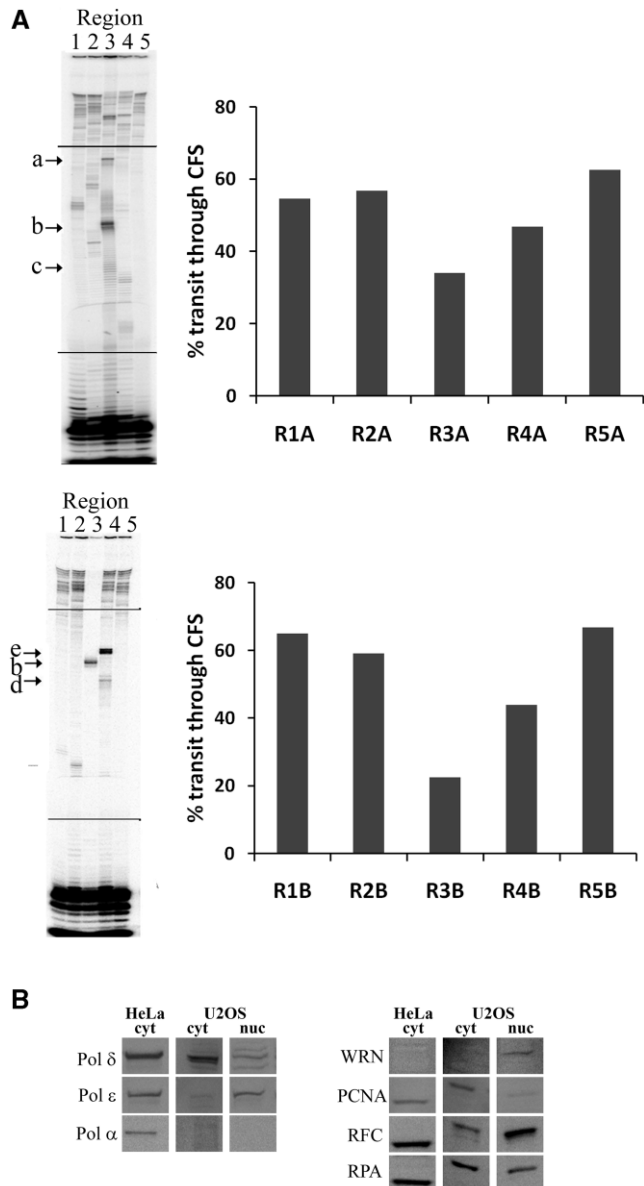 A
Region
1 2 3 4 5
a
b
c
% transit through CFS
80
60
40
20
0
R1A R2A R3A R4A R5A
Region
1 2 3 4 5
e
b
d
% transit through CFS
80
60
40
20
0
R1B R2B R3B R4B R5B
B
HeLa U2OS
cyt cyt nuc
Pol δ
Pol ε
Pol α
HeLa U2OS
cyt cyt nuc
WRN
PCNA
RFC
RPA